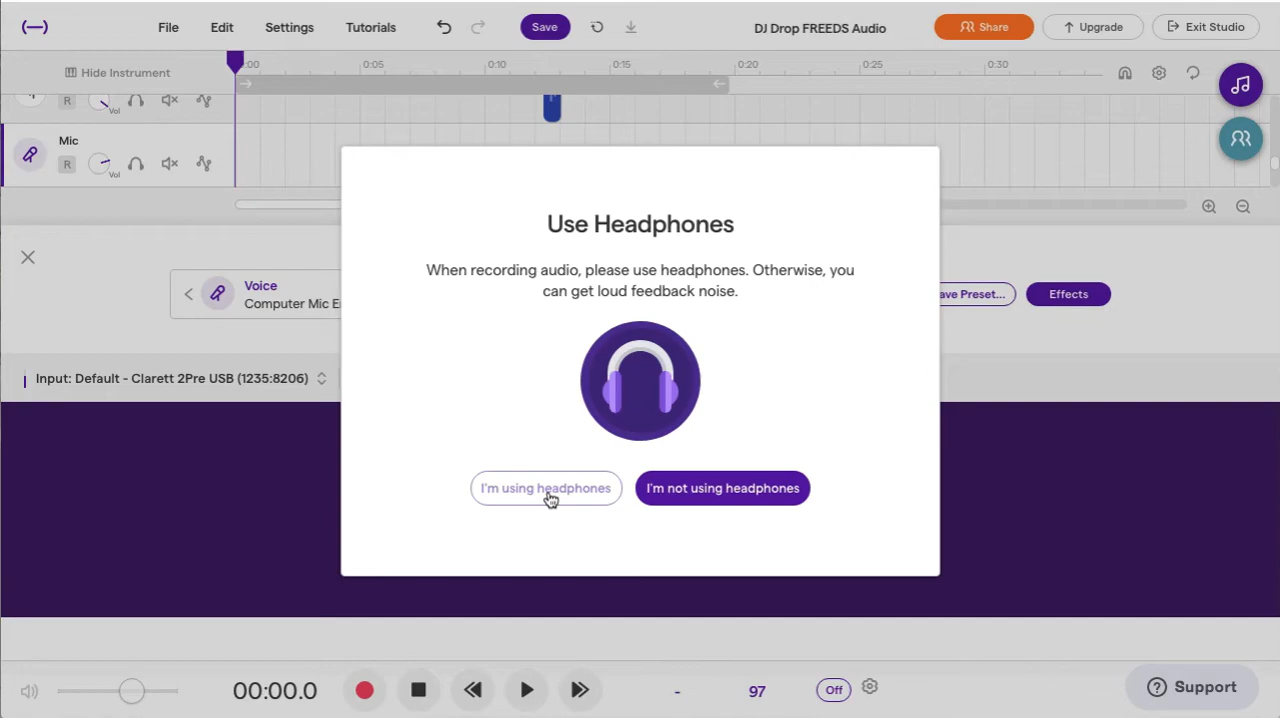 File Edit Settings Tutorials Save DJ Drop FREEDS Audio Share Upgrade Exit Studio
Hide Instrument 0:00 0:05 0:10 0:15 0:20 0:25 0:30
R Vol
Mic
R Vol
Use Headphones
When recording audio, please use headphones. Otherwise, you
can get loud feedback noise.
Voice
Computer Mic E
ave Preset... Effects
Input: Default - Clarett 2Pre USB (1235:8206)
I'm using headphones I'm not using headphones
00:00.0 - 97 Off Support